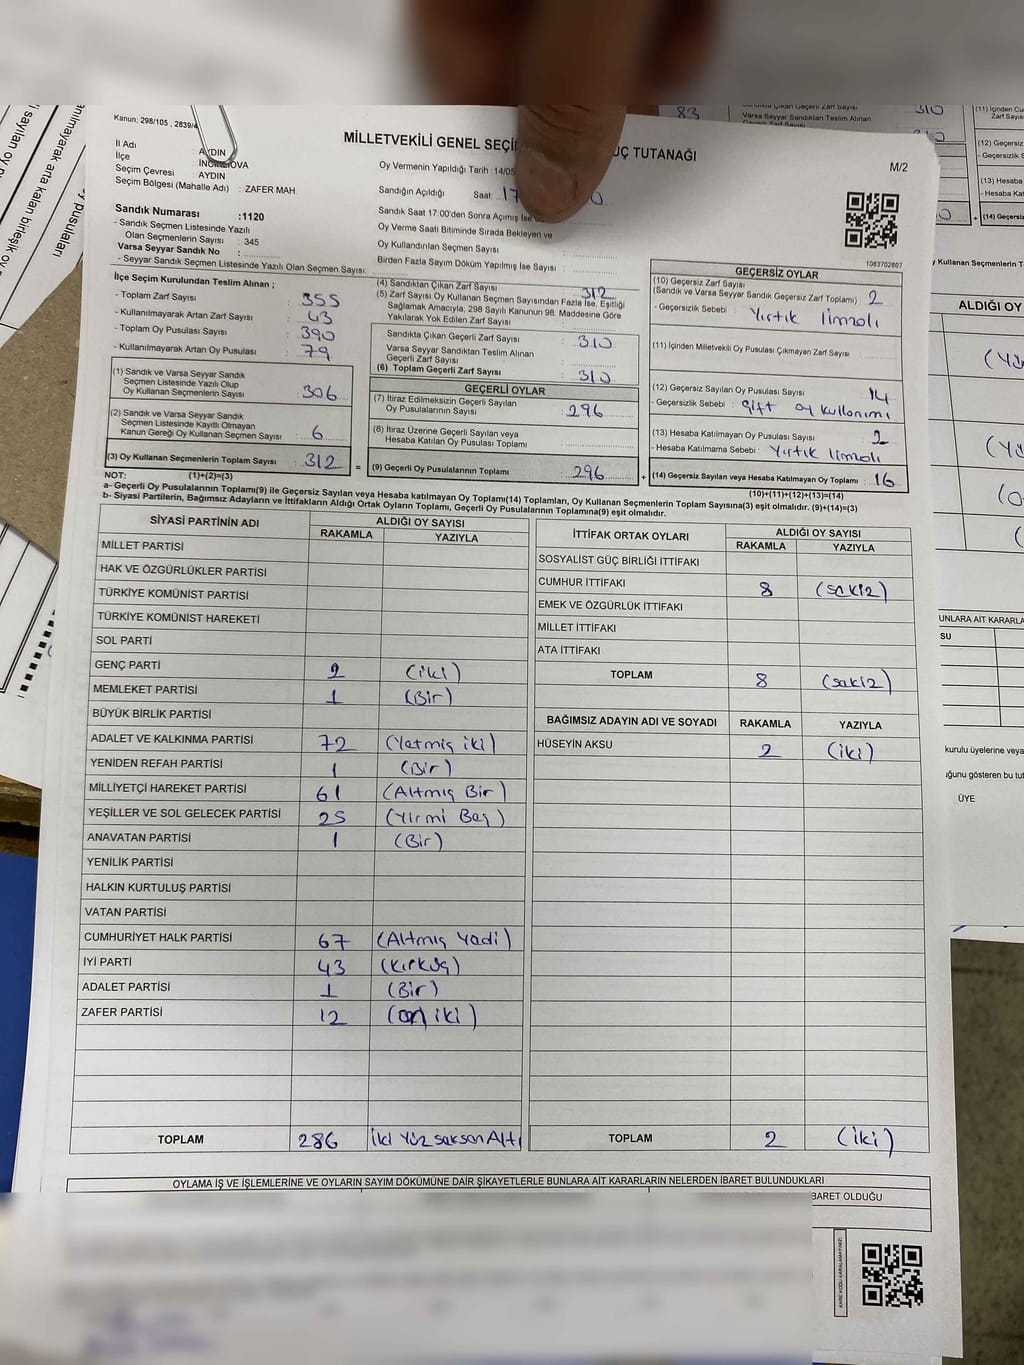 Kanun; 298/105 , 2839/4
MİLLETVEKİLİ GENEL SEÇİ
UÇ TUTANAĞI
M/2
İl Adı : AYDIN
İlçe
Seçim Çevresi : AYDIN
Seçim Bölgesi (Mahalle Adı) : ZAFER MAH
Oy Vermenin Yapıldığı Tarih :14/05
Sandığın Açıldığı Saat: 17
Sandık Saat 17:00'den Sonra Açımış İse
Oy Verme Saati Bitiminde Sırada Bekleyen ve
Oy Kullandırılan Seçmen Sayısı
Birden Fazla Sayım Döküm Yapılmış İse Sayısı :
Sandık Numarası :1120
- Sandık Seçmen Listesinde Yazılı
Olan Seçmenlerin Sayısı : 345
Varsa Seyyar Sandık No :
- Seyyar Sandık Seçmen Listesinde Yazılı Olan Seçmen Sayısı:
1063702807
İlçe Seçim Kurulundan Teslim Alınan ;
- Toplam Zarf Sayısı : 355
- Kullanılmayarak Artan Zarf Sayısı : 43
- Toplam Oy Pusulası Sayısı : 390
- Kullanılmayarak Artan Oy Pusulası : 79
(1) Sandık ve Varsa Seyyar Sandık
Seçmen Listesinde Yazılı Olup
Oy Kullanan Seçmenlerin Sayısı : 306
(2) Sandık ve Varsa Seyyar Sandık
Seçmen Listesinde Kayıtlı Olmayan
Kanun Gereği Oy Kullanan Seçmen Sayısı : 6
(3) Oy Kullanan Seçmenlerin Toplam Sayısı : 312
(4) Sandıktan Çıkan Zarf Sayısı : 312
(5) Zarf Sayısı Oy Kullanan Seçmen Sayısından Fazla İse, Eşitliği
Sağlamak Amacıyla, 298 Sayılı Kanunun 98. Maddesine Göre
Yakılarak Yok Edilen Zarf Sayısı :
Sandıkta Çıkan Geçerli Zarf Sayısı : 310
Varsa Seyyar Sandıktan Teslim Alınan
Geçerli Zarf Sayısı :
(6) Toplam Geçerli Zarf Sayısı : 310
GEÇERLİ OYLAR
(7) İtiraz Edilmeksizin Geçerli Sayılan
Oy Pusulalarının Sayısı : 296
(8) İtiraz Üzerine Geçerli Sayılan veya
Hesaba Katılan Oy Pusulası Toplamı :
= (9) Geçerli Oy Pusulalarının Toplamı : 296
GEÇERSİZ OYLAR
(10) Geçersiz Zarf Sayısı
(Sandık ve Varsa Seyyar Sandık Geçersiz Zarf Toplamı) : 2
- Geçersizlik Sebebi : Yırtık limzalı
(11) İçinden Milletvekili Oy Pusulası Çıkmayan Zarf Sayısı :
(12) Geçersiz Sayılan Oy Pusulası Sayısı : 14
- Geçersizlik Sebebi : Çift oy kullonımı
(13) Hesaba Katılmayan Oy Pusulası Sayısı : 2
- Hesaba Katılmama Sebebi : Yırtık limzalı
+ (14) Geçersiz Sayılan veya Hesaba Katılmayan Oy Toplamı : 16
NOT: (1)+(2)=(3)
(10)+(11)+(12)+(13)=(14)
a- Geçerli Oy Pusulalarının Toplamı(9) ile Geçersiz Sayılan veya Hesaba katılmayan Oy Toplamı(14) Toplamları, Oy Kullanan Seçmenlerin Toplam Sayısına(3) eşit olmalıdır. (9)+(14)=(3)
b- Siyasi Partilerin, Bağımsız Adayların ve İttifakların Aldığı Ortak Oyların Toplamı, Geçerli Oy Pusulalarının Toplamına(9) eşit olmalıdır.
SİYASİ PARTİNİN ADI ALDIĞI OY SAYISI
RAKAMLA YAZIYLA
MİLLET PARTİSİ
HAK VE ÖZGÜRLÜKLER PARTİSİ
TÜRKİYE KOMÜNİST PARTİSİ
TÜRKİYE KOMÜNİST HAREKETİ
SOL PARTİ
GENÇ PARTİ 2 (iki)
MEMLEKET PARTİSİ 1 (Bir)
BÜYÜK BİRLİK PARTİSİ
ADALET VE KALKINMA PARTİSİ 72 (Yetmiş iki)
YENİDEN REFAH PARTİSİ 1 (Bir)
MİLLİYETÇİ HAREKET PARTİSİ 61 (Altmış Bir)
YEŞİLLER VE SOL GELECEK PARTİSİ 25 (Yirmi Beş)
ANAVATAN PARTİSİ 1 (Bir)
YENİLİK PARTİSİ
HALKIN KURTULUŞ PARTİSİ
VATAN PARTİSİ
CUMHURİYET HALK PARTİSİ 67 (Altmış Yadi)
İYİ PARTİ 43 (Kırküç)
ADALET PARTİSİ 1 (Bir)
ZAFER PARTİSİ 12 (on iki)
TOPLAM 286 İki Yüz saksan Altı
İTTİFAK ORTAK OYLARI ALDIĞI OY SAYISI
RAKAMLA YAZIYLA
SOSYALİST GÜÇ BİRLİĞİ İTTİFAKI
CUMHUR İTTİFAKI 8 (sakiz)
EMEK VE ÖZGÜRLÜK İTTİFAKI
MİLLET İTTİFAKI
ATA İTTİFAKI
TOPLAM 8 (sakiz)
BAĞIMSIZ ADAYIN ADI VE SOYADI RAKAMLA YAZIYLA
HÜSEYİN AKSU 2 (iki)
TOPLAM 2 (iki)
OYLAMA İŞ VE İŞLEMLERİNE VE OYLARIN SAYIM DÖKÜMÜNE DAİR ŞİKAYETLERLE BUNLARA AİT KARARLARIN NELERDEN İBARET BULUNDUKLARI
BARET OLDUĞU
KARE KODU KARALAMAYINIZ!